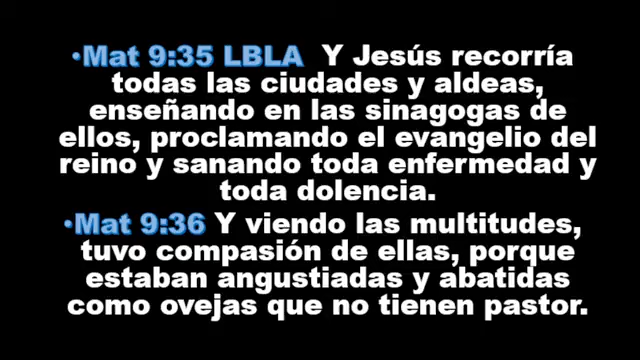 •Mat 9:35 LBLA Y Jesús recorría
todas las ciudades y aldeas,
enseñando en las sinagogas de
ellos, proclamando el evangelio del
reino y sanando toda enfermedad y
toda dolencia.
•Mat 9:36 Y viendo las multitudes,
tuvo compasión de ellas, porque
estaban angustiadas y abatidas
como ovejas que no tienen pastor.